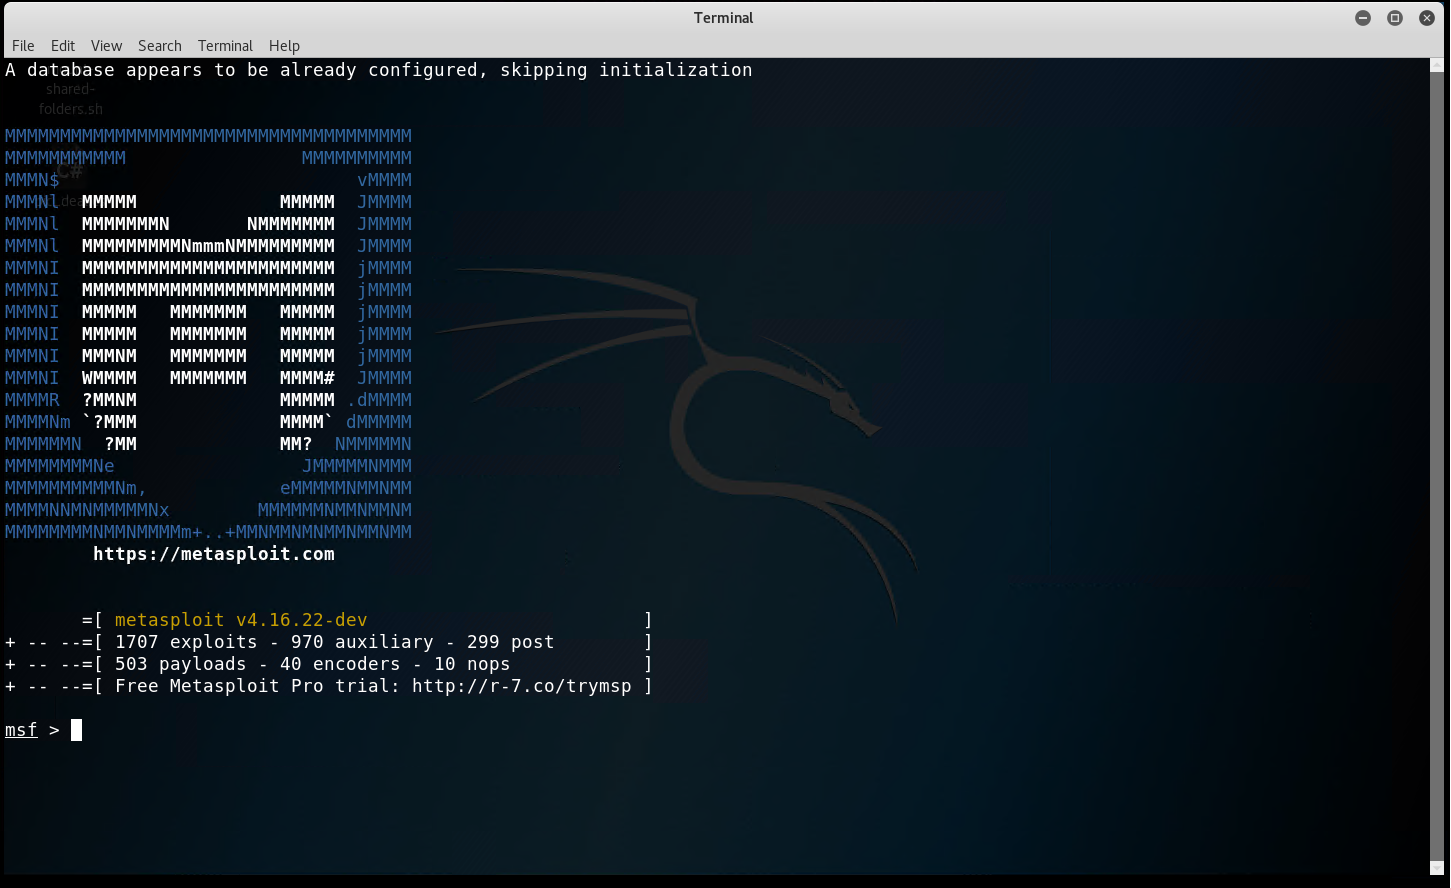 Terminal
File Edit View Search Terminal Help
A database appears to be already configured, skipping initialization
shared-
folders.sh
MMMMMMMMMMMMMMMMMMMMMMMMMMMMMMMMMMMMM
MMMMMMMMMMM                MMMMMMMMMM
MMMN$                           vMMMM
MMMNl  MMMMM             MMMMM  JMMMM
MMMNl  MMMMMMMN       NMMMMMMM  JMMMM
MMMNl  MMMMMMMMMNmmmNMMMMMMMMM  JMMMM
MMMNI  MMMMMMMMMMMMMMMMMMMMMMM  jMMMM
MMMNI  MMMMMMMMMMMMMMMMMMMMMMM  jMMMM
MMMNI  MMMMM   MMMMMMM   MMMMM  jMMMM
MMMNI  MMMMM   MMMMMMM   MMMMM  jMMMM
MMMNI  MMMNM   MMMMMMM   MMMMM  jMMMM
MMMNI  WMMMM   MMMMMMM   MMMM#  JMMMM
MMMMR  ?MMNM             MMMMM .dMMMM
MMMMNm `?MMM             MMMM` dMMMMM
MMMMMMN  ?MM             MM?  NMMMMMN
MMMMMMMMNe                 JMMMMMNMMM
MMMMMMMMMMNm,            eMMMMMNMMNMM
MMMMNNMNMMMMMNx        MMMMMMNMMNMMNM
MMMMMMMMNMMNMMMMm+..+MMNMMNMNMMNMMNMM
        https://metasploit.com
       =[ metasploit v4.16.22-dev                         ]
+ -- --=[ 1707 exploits - 970 auxiliary - 299 post        ]
+ -- --=[ 503 payloads - 40 encoders - 10 nops            ]
+ -- --=[ Free Metasploit Pro trial: http://r-7.co/trymsp ]
msf >